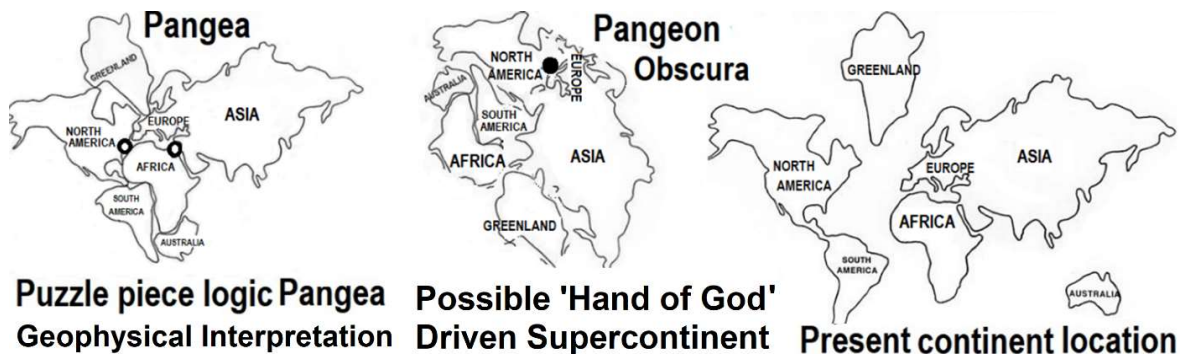 Pangea
GREENLAND
NORTH
AMERICA
EUROPE
ASIA
AFRICA
SOUTH
AMERICA
AUSTRALIA
Puzzle piece logic Pangea
Geophysical Interpretation
Pangeon
Obscura
NORTH
AMERICA
EUROPE
AUSTRALIA
SOUTH
AMERICA
AFRICA
ASIA
GREENLAND
Possible 'Hand of God'
Driven Supercontinent
GREENLAND
NORTH
AMERICA
EUROPE
ASIA
AFRICA
SOUTH
AMERICA
AUSTRALIA
Present continent location